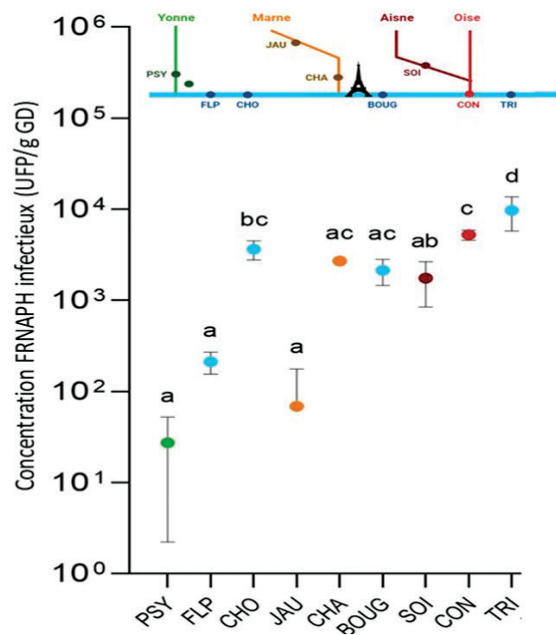 Yonne Marne Aisne Oise
JAU
PSY CHA SOI
FLP CHO BOUG CON TRI
Concentration FRNAPH infectieux (UFP/g GD)
10⁶
10⁵
10⁴
10³
10²
10¹
10⁰
a a bc a ac ac ab c d
PSY FLP CHO JAU CHA BOUG SOI CON TRI